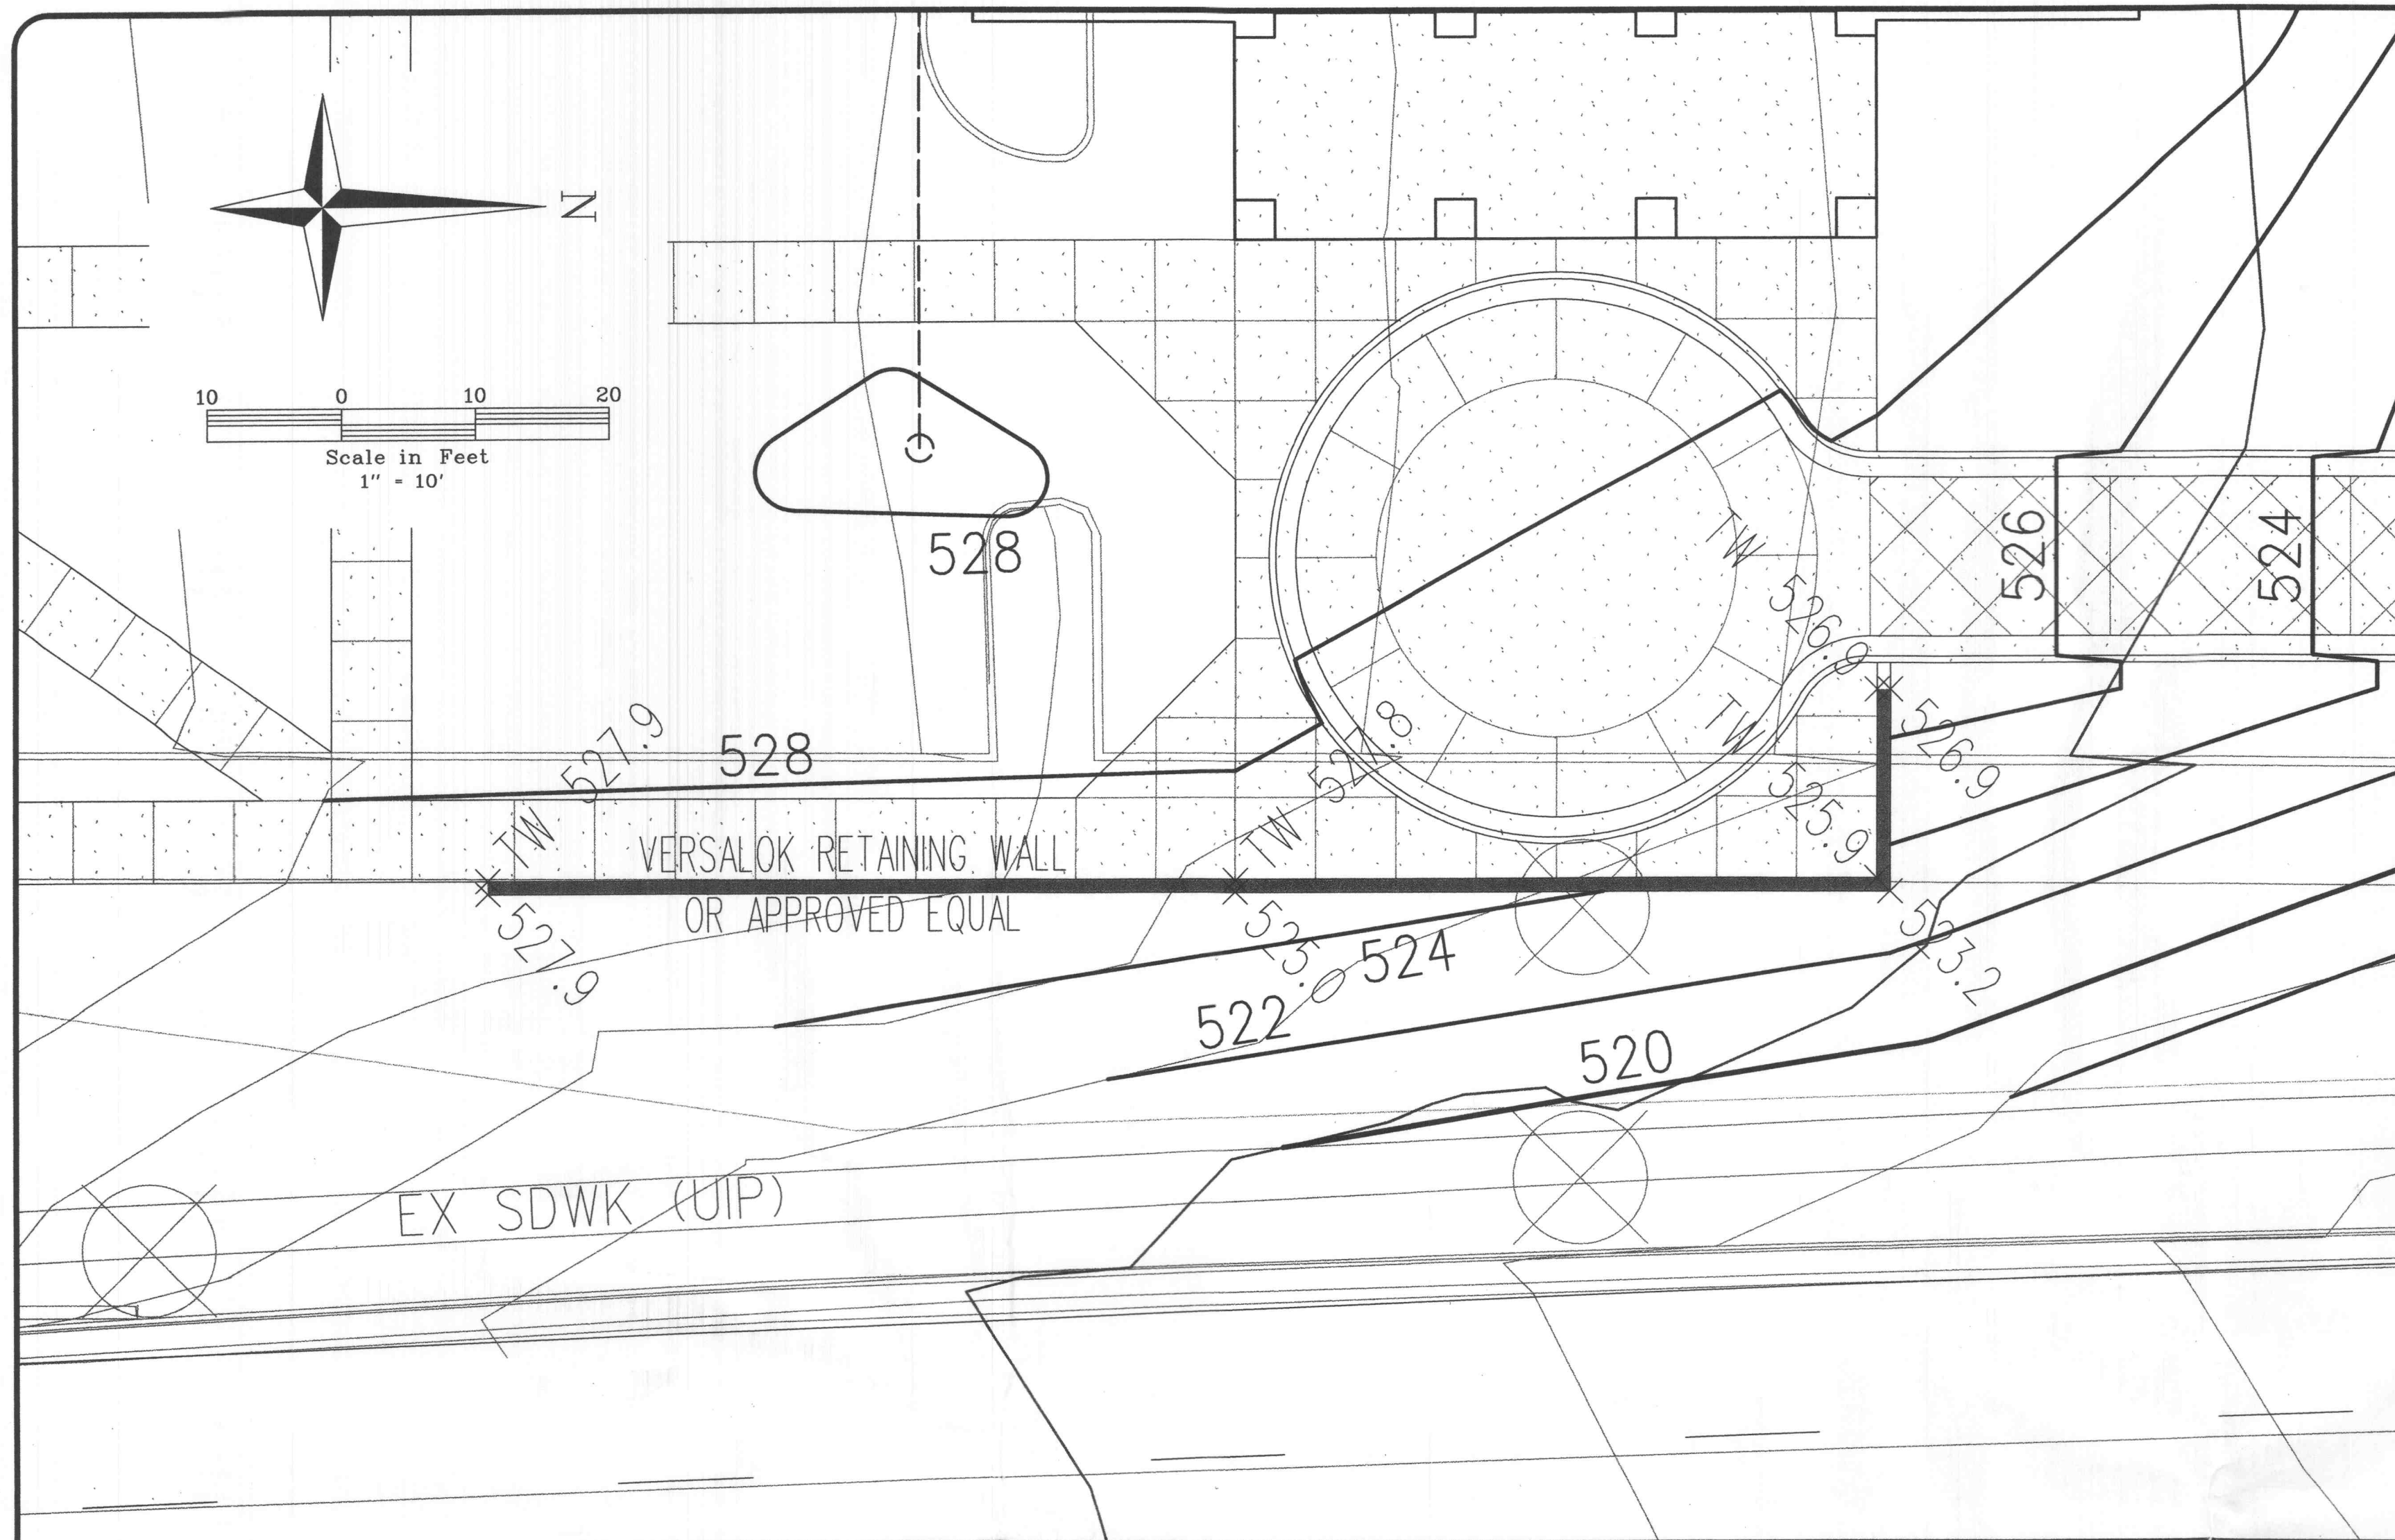 N
10 0 10 20
Scale in Feet
1" = 10'
528
528
TW 527.9
527.9
VERSALOK RETAINING WALL
OR APPROVED EQUAL
TW 527.8
525.0
TW 526.9
526.9
TW 525.9
523.2
526
524
524
522
520
EX SDWK (UIP)